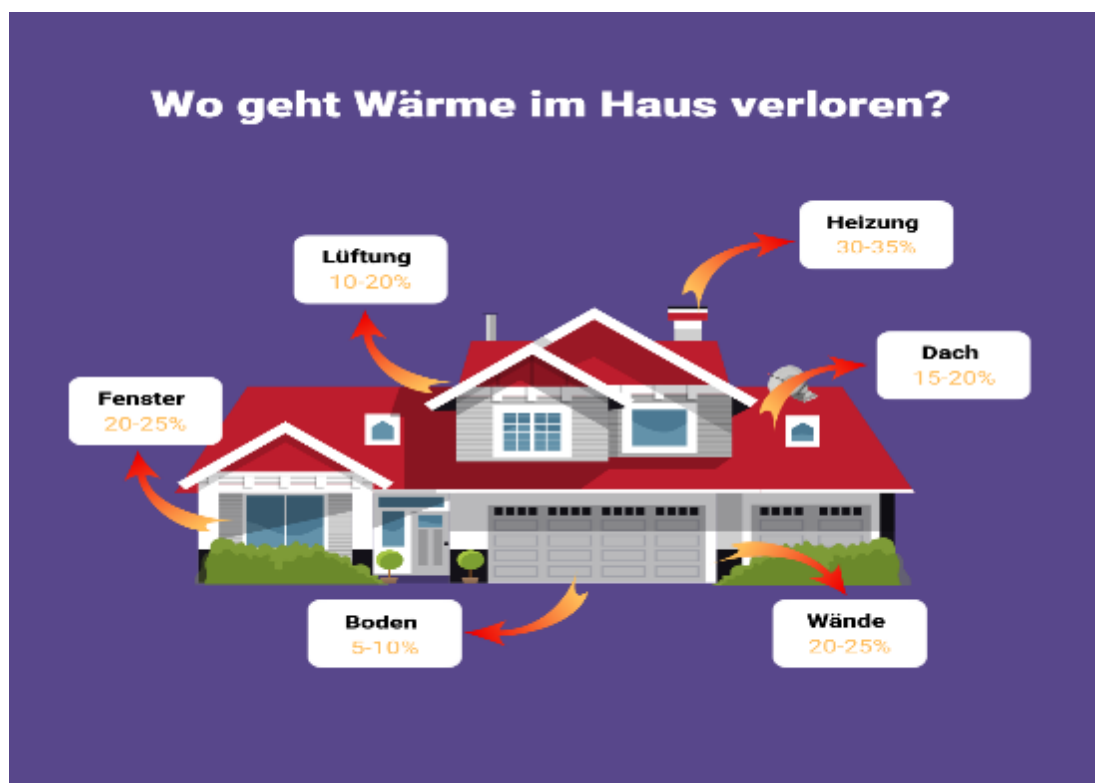 Wo geht Wärme im Haus verloren?
Heizung
30-35%
Lüftung
10-20%
Dach
15-20%
Fenster
20-25%
Boden
5-10%
Wände
20-25%